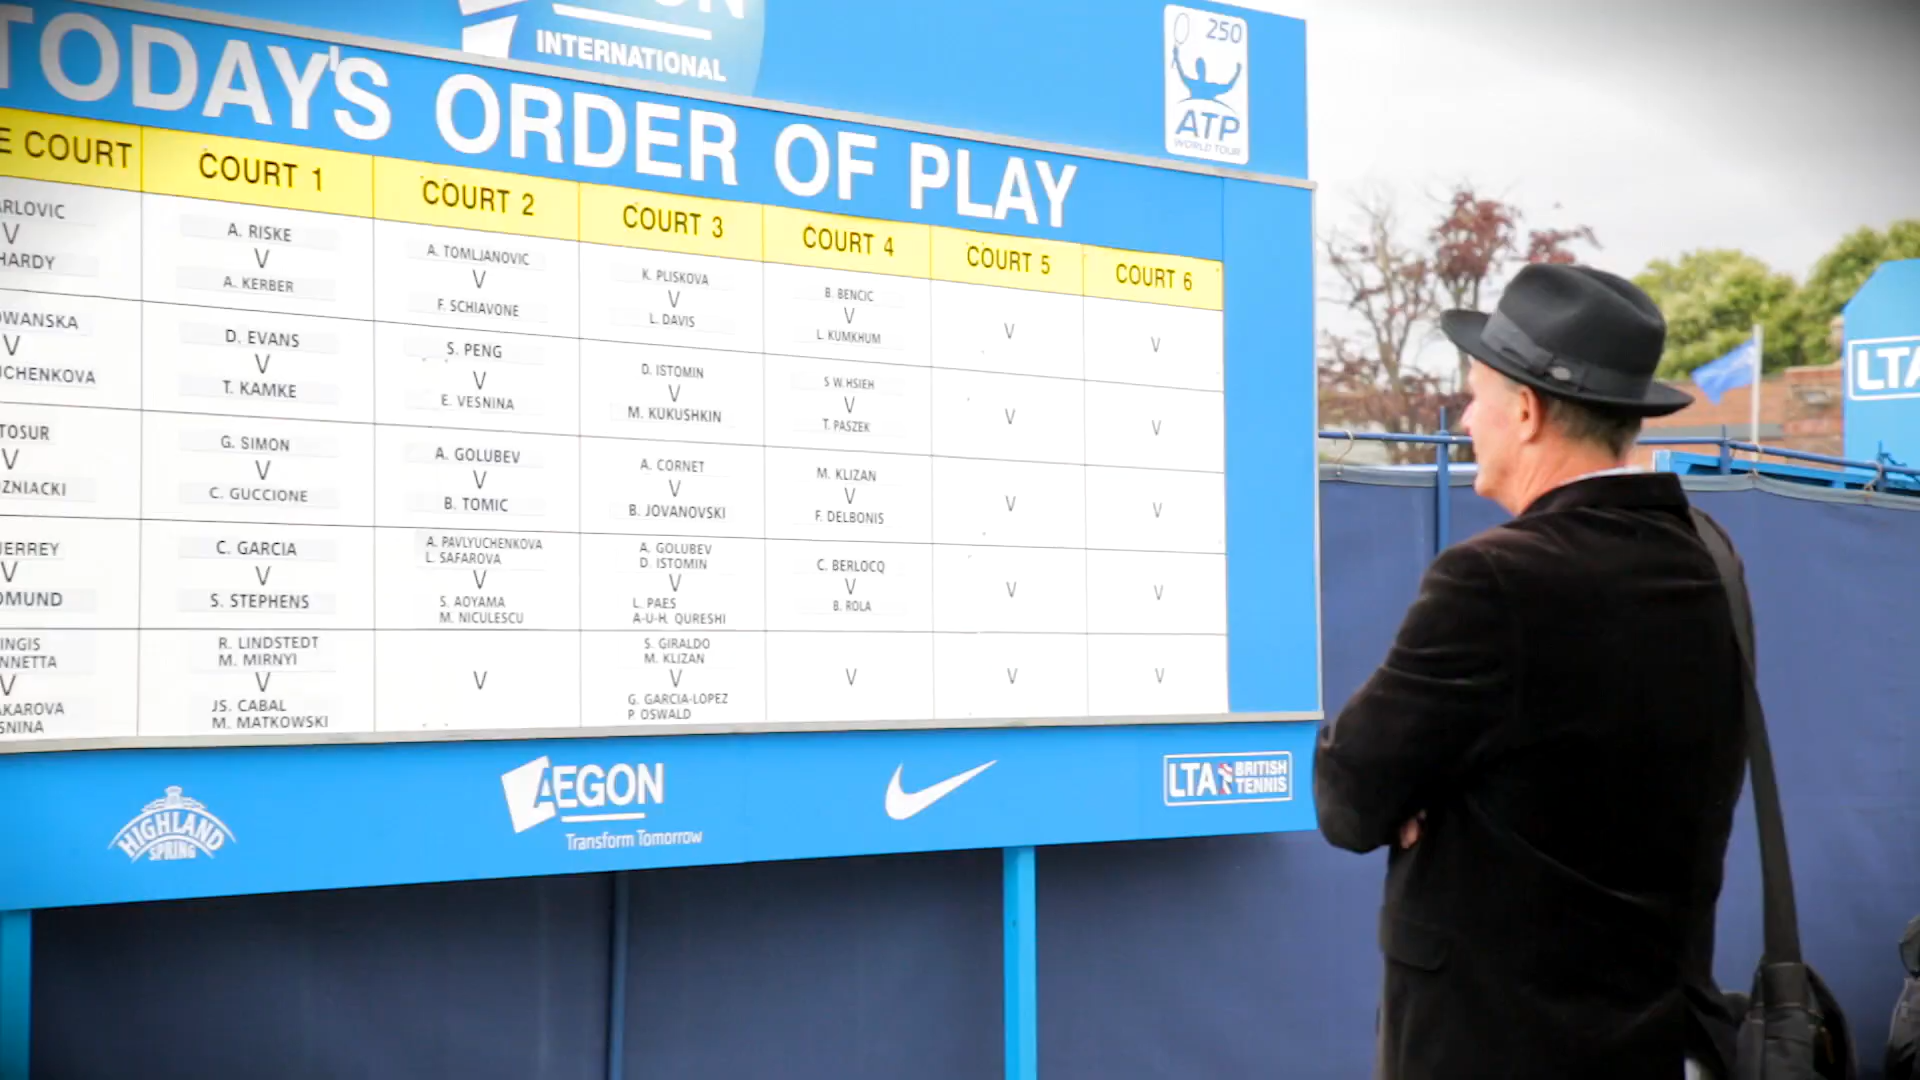 INTERNATIONAL
250
ATP
WORLD TOUR
TODAY'S ORDER OF PLAY
COURT
COURT 1
COURT 2
COURT 3
COURT 4
COURT 5
COURT 6
V
A. RISKE
V
A. KERBER
A. TOMLJANOVIC
V
F. SCHIAVONE
K. PLISKOVA
V
L. DAVIS
B. BENCIC
V
L. KUMKHUM
V
V
V
D. EVANS
V
T. KAMKE
S. PENG
V
E. VESNINA
D. ISTOMIN
V
M. KUKUSHKIN
S W. HSIEH
V
T. PASZEK
V
V
V
G. SIMON
V
C. GUCCIONE
A. GOLUBEV
V
B. TOMIC
A. CORNET
V
B. JOVANOVSKI
M. KLIZAN
V
F. DELBONIS
V
V
V
C. GARCIA
V
S. STEPHENS
A. PAVLYUCHENKOVA
L. SAFAROVA
V
S. AOYAMA
M. NICULESCU
A. GOLUBEV
D. ISTOMIN
V
L. PAES
A-U-H. QURESHI
C. BERLOCQ
V
B. ROLA
V
V
V
R. LINDSTEDT
M. MIRNYI
V
JS. CABAL
M. MATKOWSKI
V
S. GIRALDO
M. KLIZAN
V
G. GARCIA-LOPEZ
P. OSWALD
V
V
V
HIGHLAND
SPRING
AEGON
Transform Tomorrow
LTA BRITISH
TENNIS
LTA